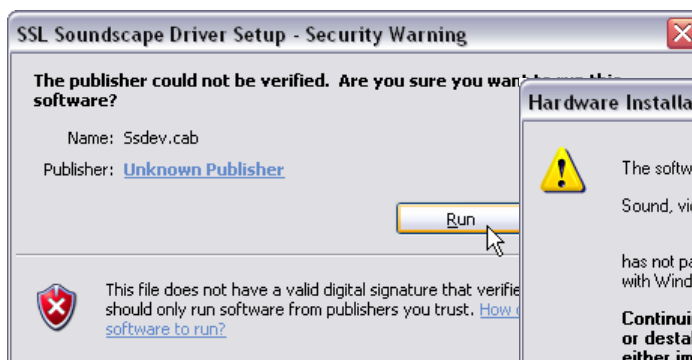 SSL Soundscape Driver Setup - Security Warning
The publisher could not be verified. Are you sure you want to run this
software?
Name: Ssdev.cab
Publisher: Unknown Publisher
Run
This file does not have a valid digital signature that verifie
should only run software from publishers you trust. How
software to run?
Hardware Installa
The softw
Sound, vi
has not pa
with Wind
Continui
or destal
either im